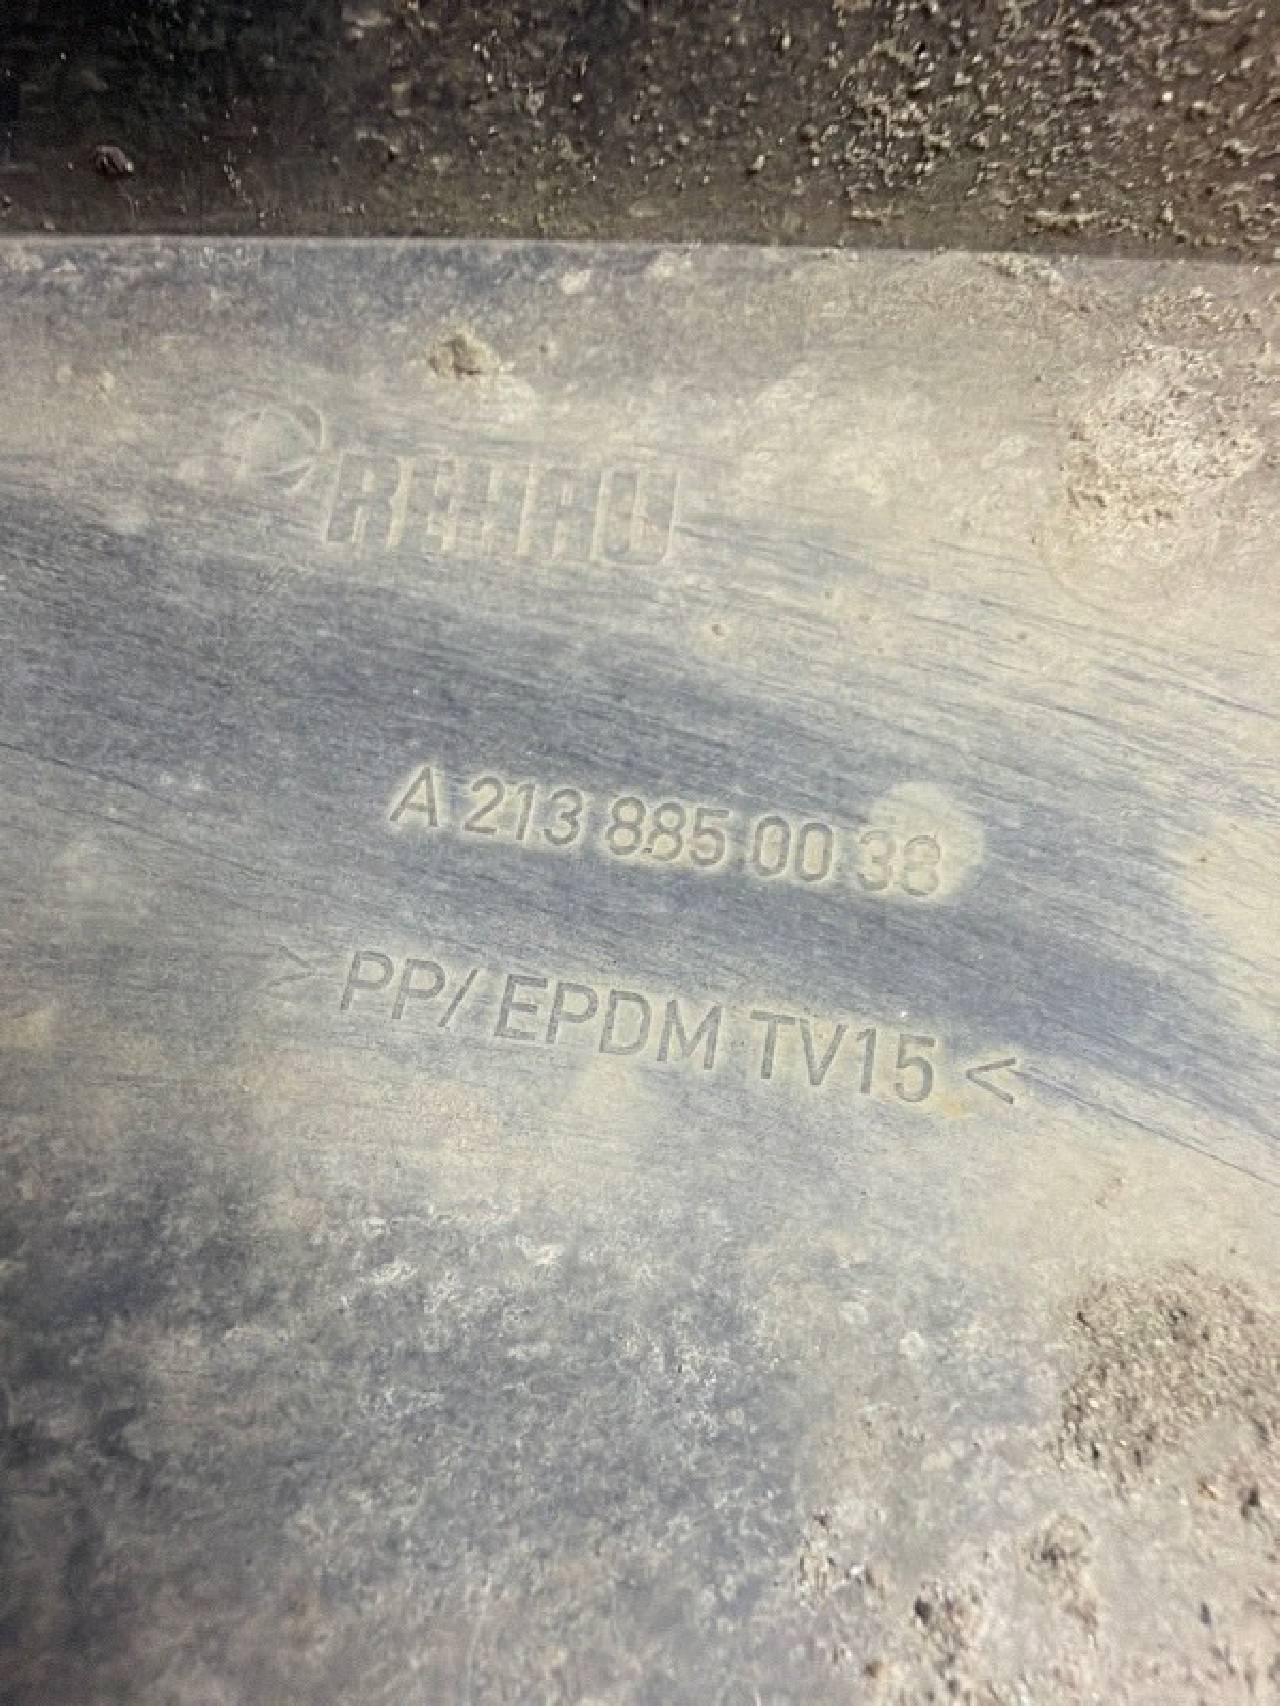 REHAU
A 213 885 00 38
> PP/ EPDM TV15 <